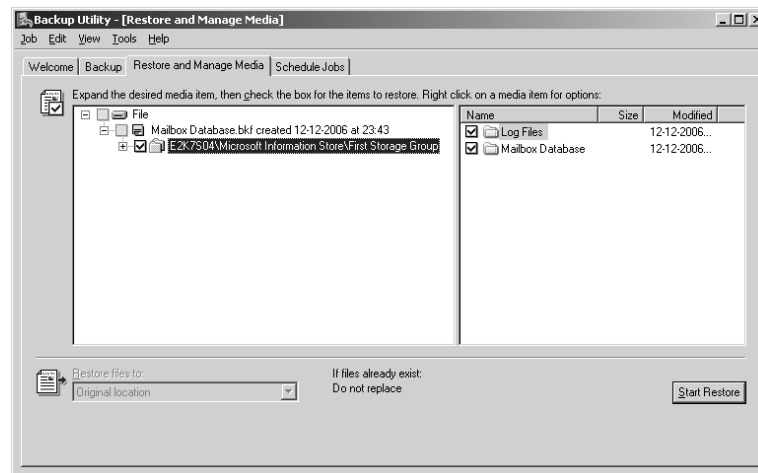 Backup Utility - [Restore and Manage Media]
Job Edit View Tools Help
Welcome Backup Restore and Manage Media Schedule Jobs
Expand the desired media item, then check the box for the items to restore. Right click on a media item for options:
File
Mailbox Database.bkf created 12-12-2006 at 23:43
E2K7S04\Microsoft Information Store\First Storage Group
Name Size Modified
Log Files 12-12-2006...
Mailbox Database 12-12-2006...
Restore files to:
Original location
If files already exist:
Do not replace
Start Restore